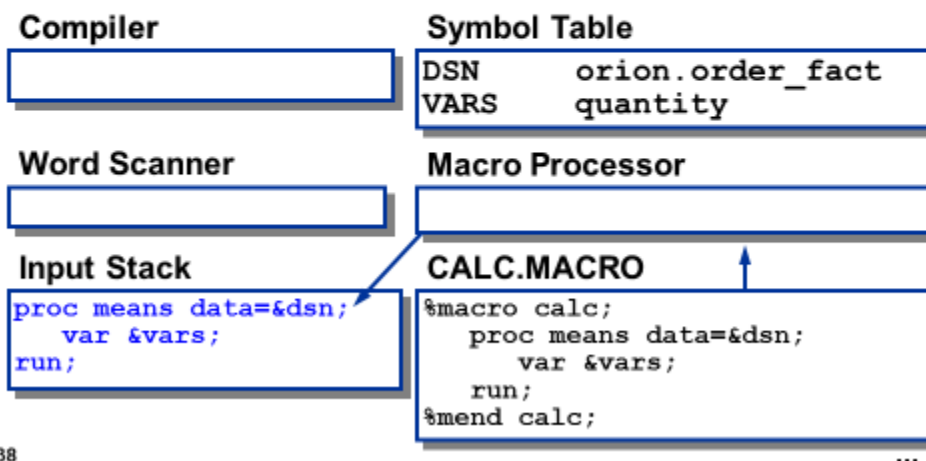 Compiler
Symbol Table
DSN orion.order_fact
VARS quantity
Word Scanner
Macro Processor
Input Stack
proc means data=&dsn;
var &vars;
run;
CALC.MACRO
%macro calc;
proc means data=&dsn;
var &vars;
run;
%mend calc;
38
...